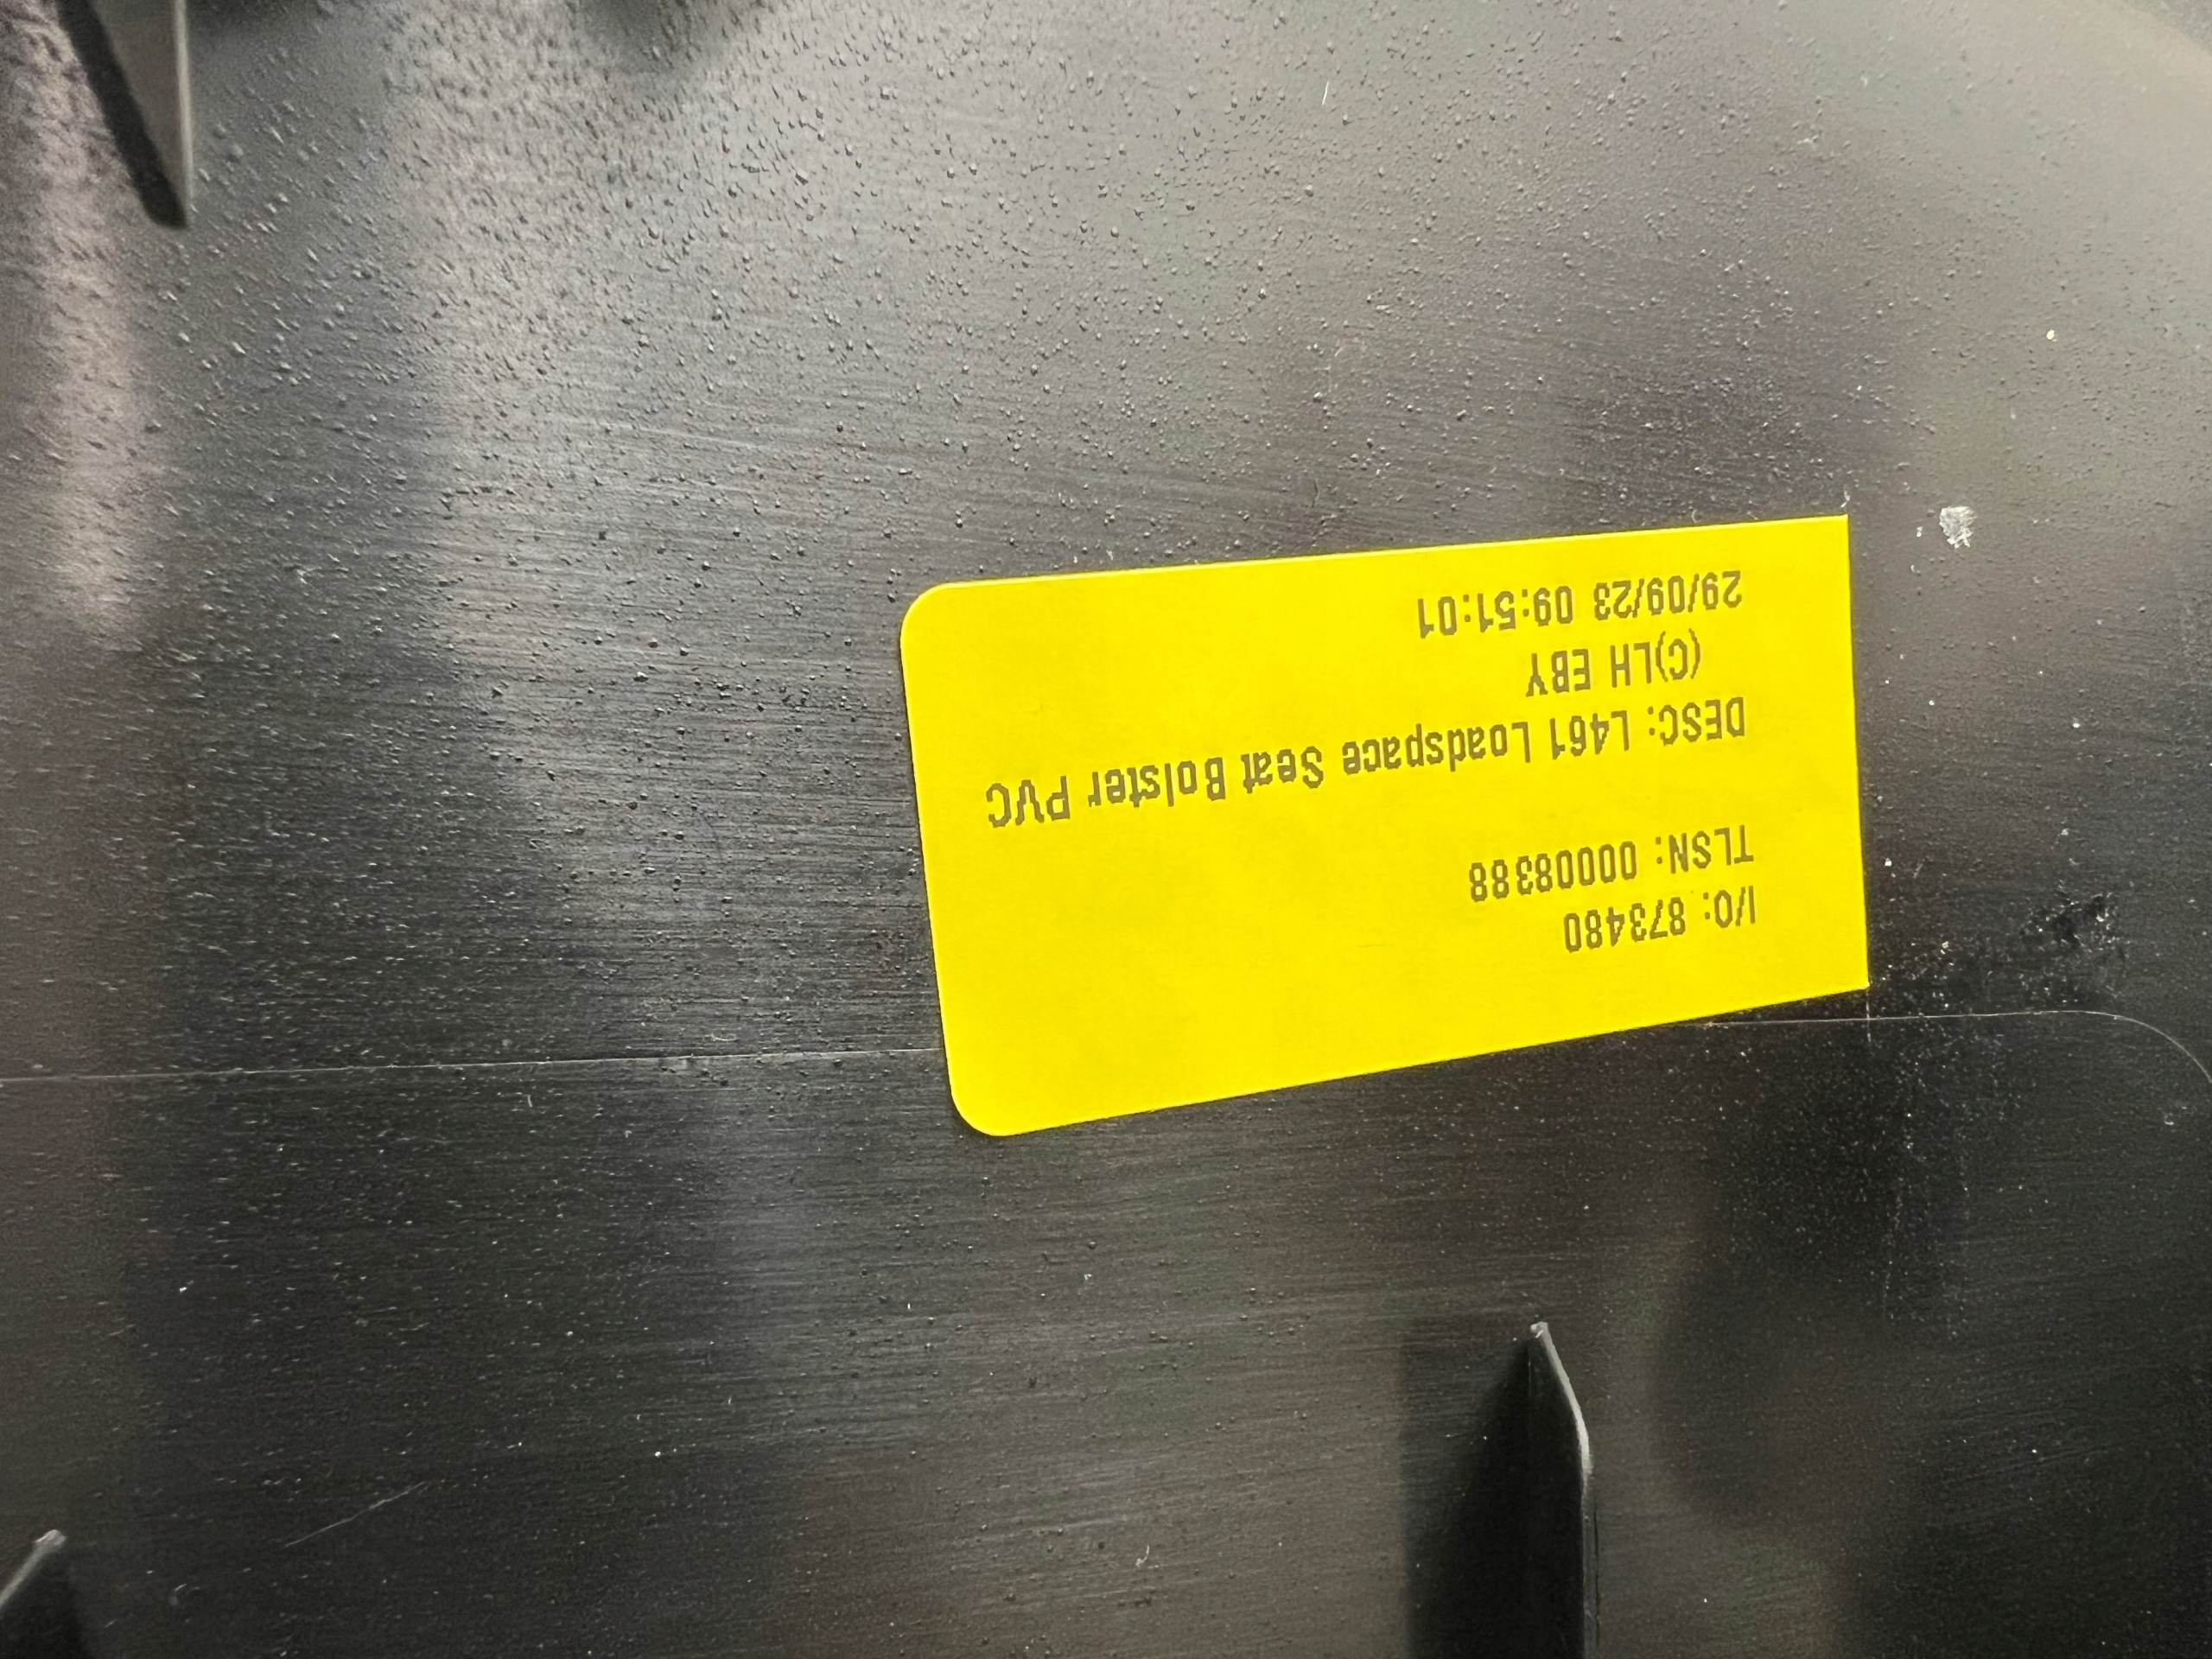 I/O: 873480
TLSN: 00008388
DESC: L461 Loadspace Seat Bolster PVC
(C)LH EBY
29/09/23 09:51:01